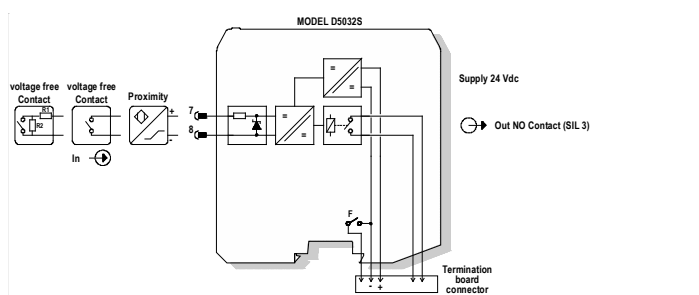 MODEL D5032S
Supply 24 Vdc
voltage free
Contact
voltage free
Contact
Proximity
R1
R2
+
-
7
8
In
Out NO Contact (SIL 3)
=
=
=
=
F
- +
Termination
board
connector